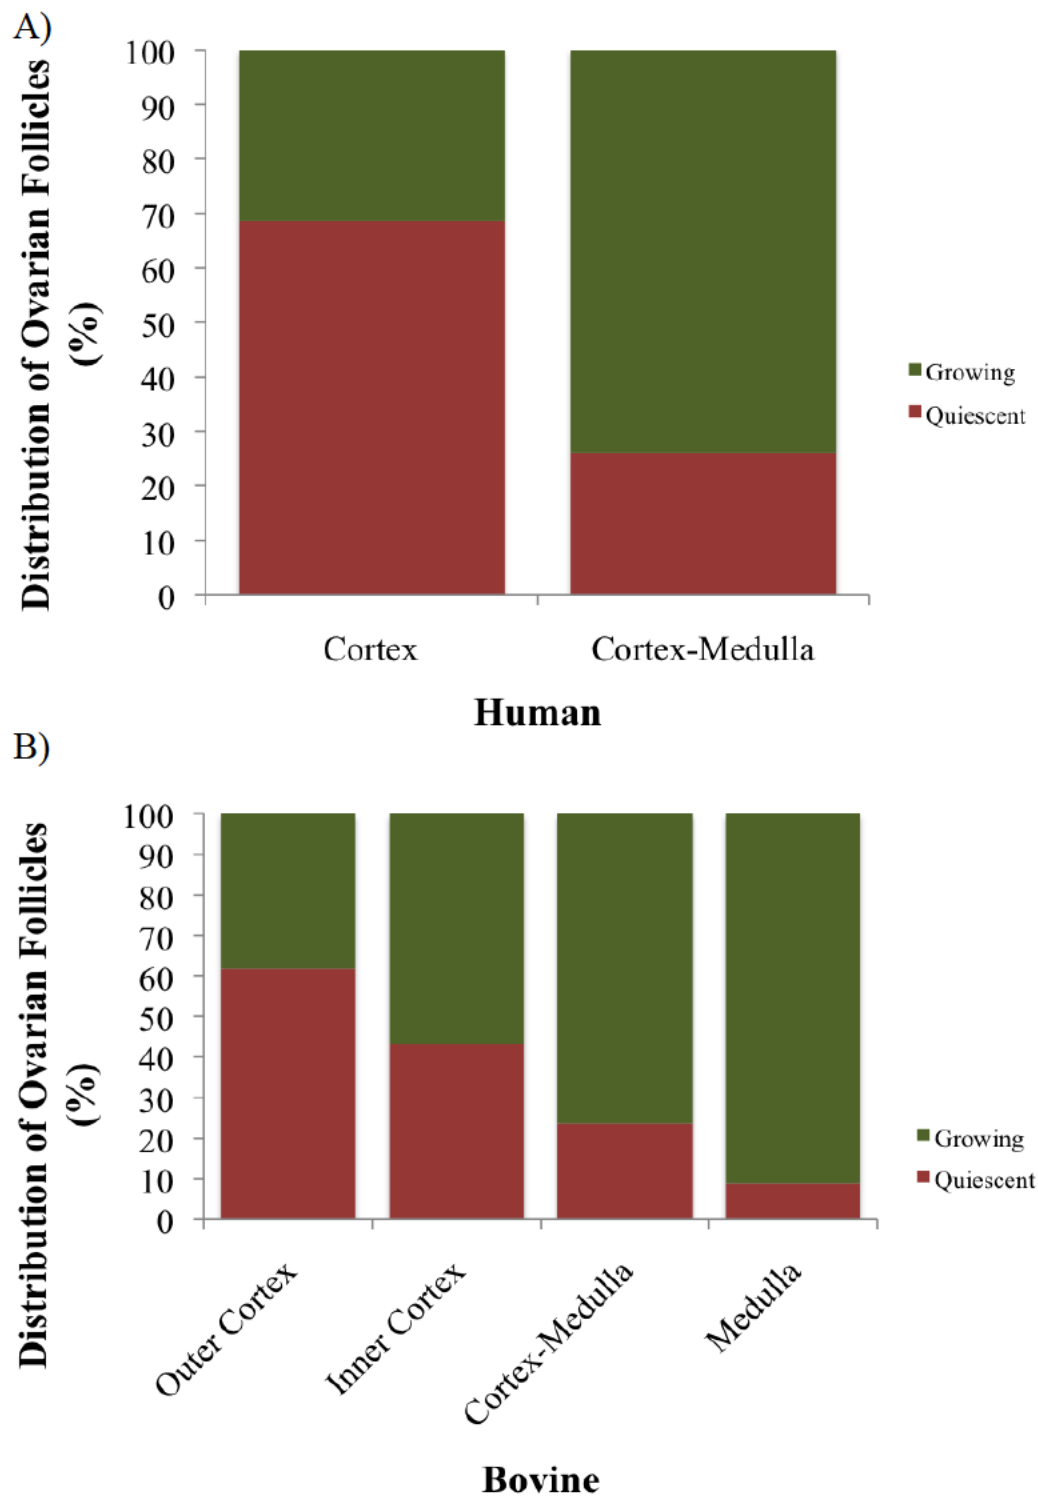 A)
Distribution of Ovarian Follicles
(%)
100
90
80
70
60
50
40
30
20
10
0
Growing
Quiescent
Cortex
Cortex-Medulla
Human
B)
Distribution of Ovarian Follicles
(%)
100
90
80
70
60
50
40
30
20
10
0
Growing
Quiescent
Outer Cortex
Inner Cortex
Cortex-Medulla
Medulla
Bovine